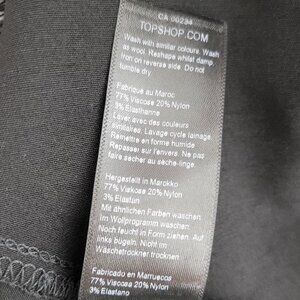 CA 00234
TOPSHOP.COM
Wash with similar colours. Wash
as wool. Reshape whilst damp.
Iron on reverse side. Do not
tumble dry
Fabriqué au Maroc
77% Viscose 20% Nylon
3% Elasthanne
Laver avec des couleurs
similaires. Lavage cycle lainage.
Remettre en forme humide
Repasser sur l'envers. Ne pas
faire sécher au sèche-linge.
Hergestellt in Marokko
77% Viskose 20% Nylon
3% Elastan
Mit ähnlichen Farben waschen.
Im Wollprogramm waschen.
Noch feucht in Form ziehen. Auf
links bügeln. Nicht im
Wäschetrockner trocknen
Fabricado en Marruecos
77% Viscosa 20% Nylon
3% Elastano